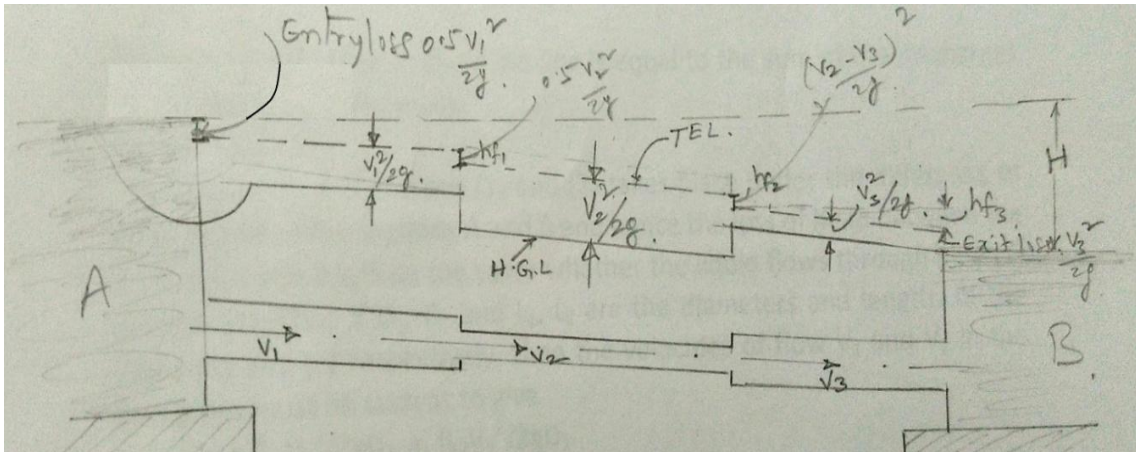 Entry loss 0.5 V₁²/2g.
0.5 V₂²/2g
(V₂-V₃)²/2g.
TEL.
hf₁
V₁²/2g.
H
hf₂
V₃²/2g.
hf₃.
V₂²/2g.
Exit loss V₃²/2g
H.G.L
A
V₁
V₂
V₃
B.